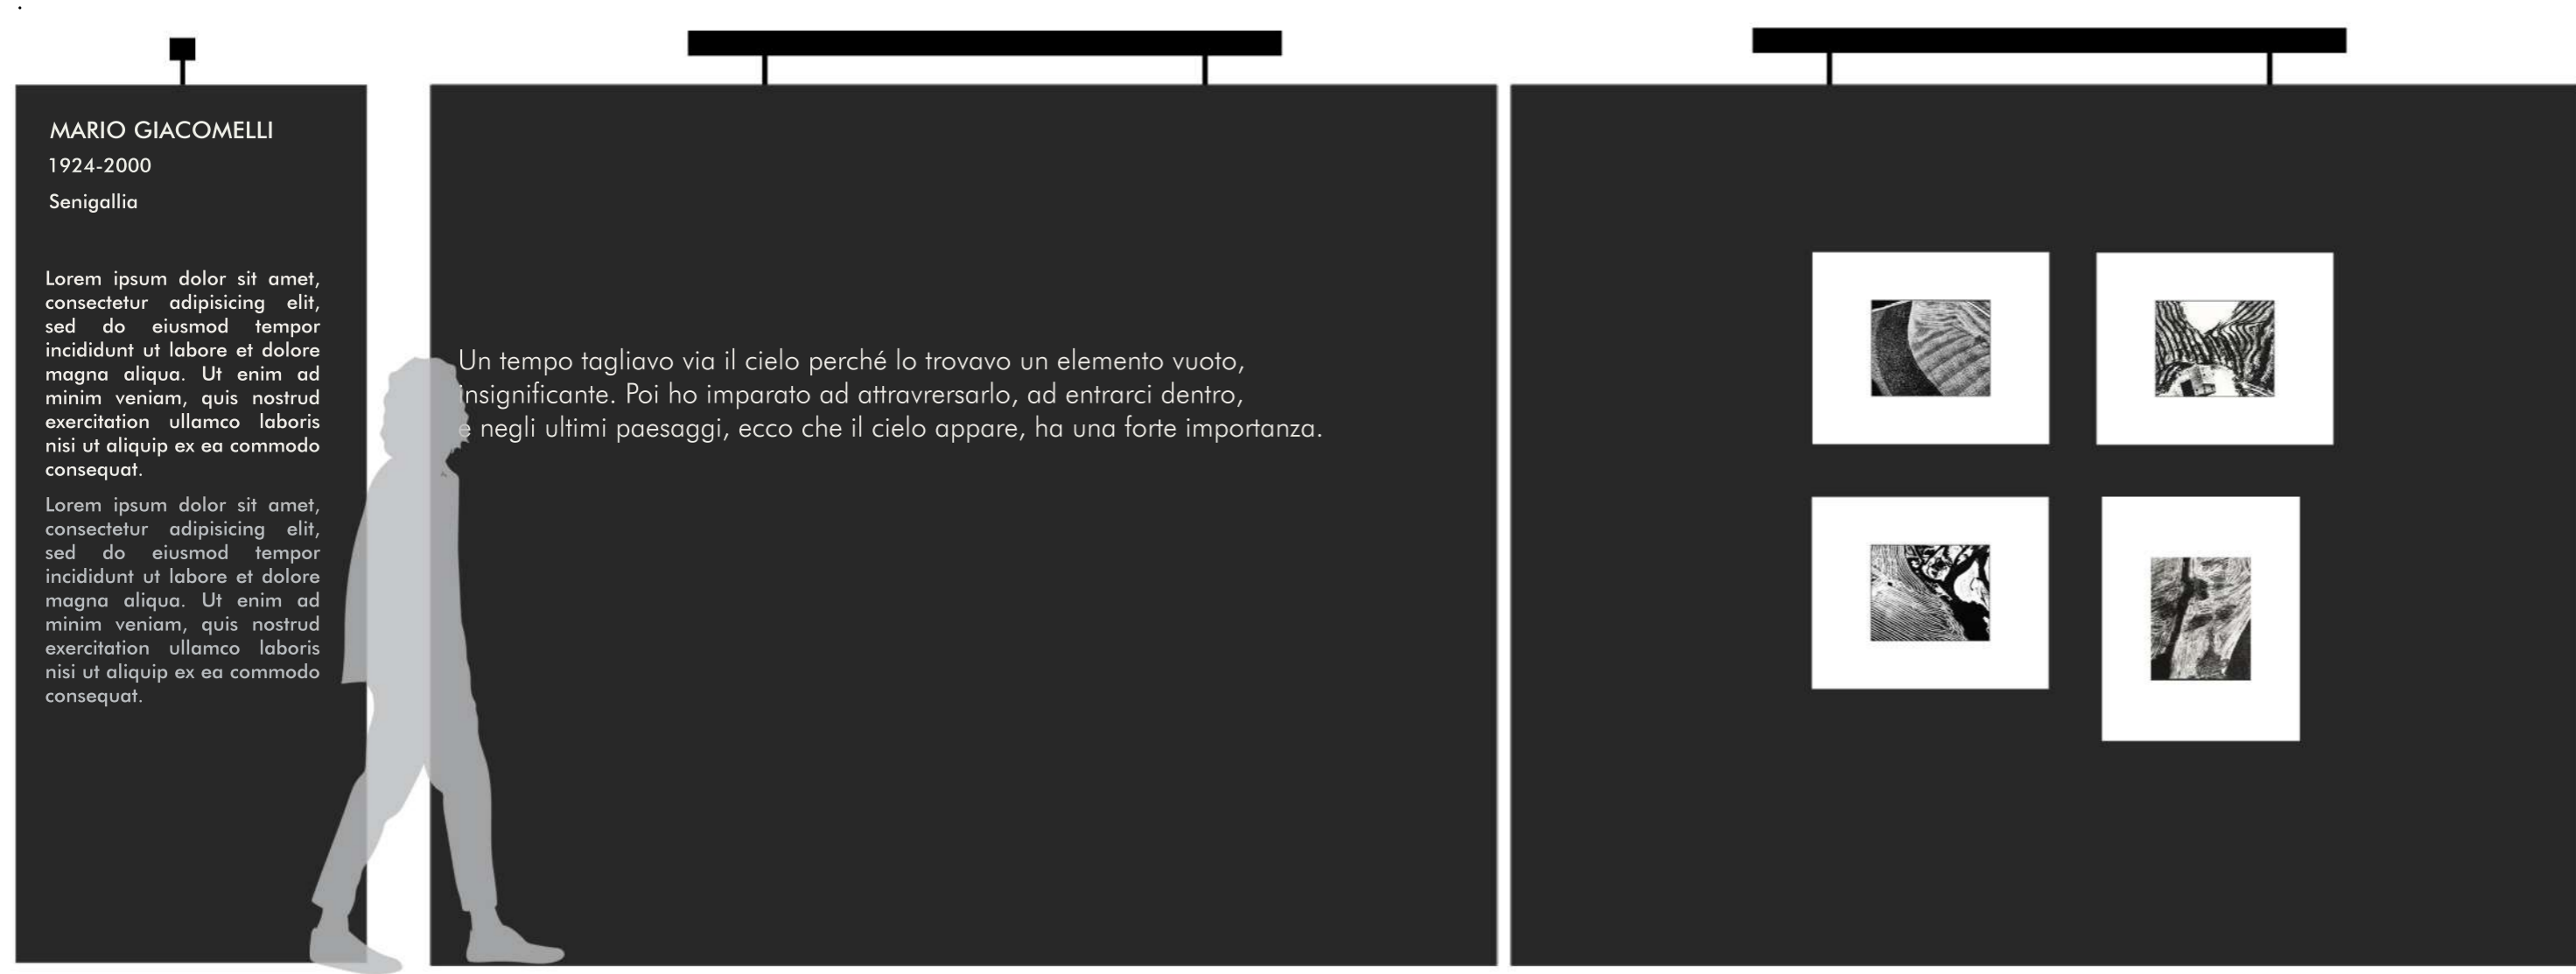 MARIO GIACOMELLI
1924-2000
Senigallia
Lorem ipsum dolor sit amet,
consectetur adipisicing elit,
sed do eiusmod tempor
incididunt ut labore et dolore
magna aliqua. Ut enim ad
minim veniam, quis nostrud
exercitation ullamco laboris
nisi ut aliquip ex ea commodo
consequat.
Lorem ipsum dolor sit amet,
consectetur adipisicing elit,
sed do eiusmod tempor
incididunt ut labore et dolore
magna aliqua. Ut enim ad
minim veniam, quis nostrud
exercitation ullamco laboris
nisi ut aliquip ex ea commodo
consequat.
Un tempo tagliavo via il cielo perché lo trovavo un elemento vuoto,
insignificante. Poi ho imparato ad attravrersarlo, ad entrarci dentro,
e negli ultimi paesaggi, ecco che il cielo appare, ha una forte importanza.